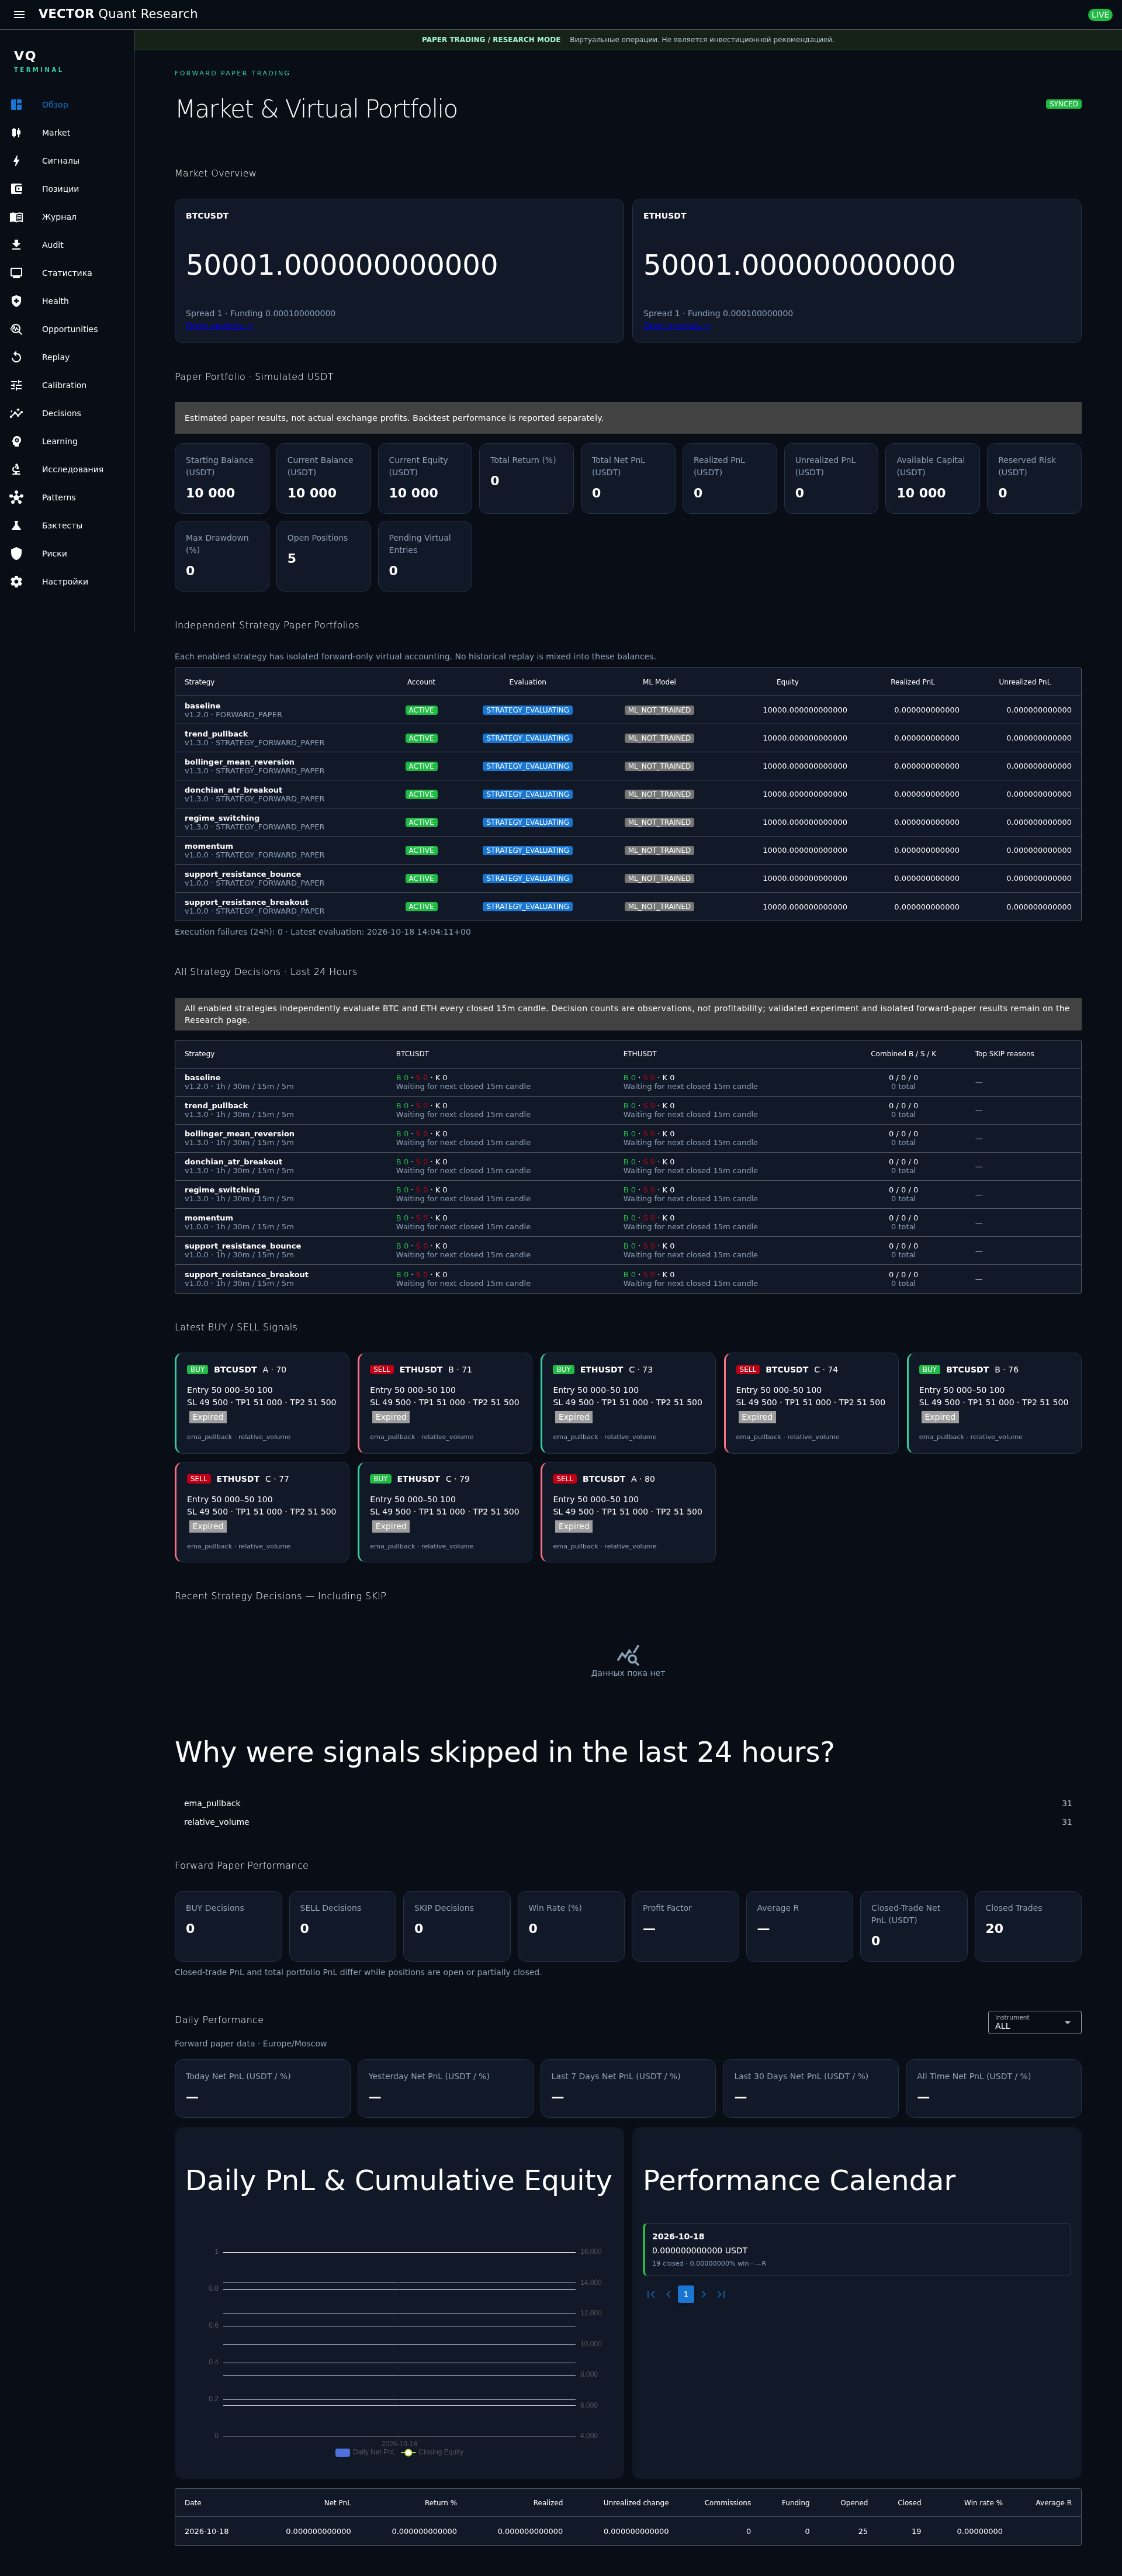 VECTOR Quant Research
LIVE
VQ
TERMINAL
Обзор
Market
Сигналы
Позиции
Журнал
Audit
Статистика
Health
Opportunities
Replay
Calibration
Decisions
Learning
Исследования
Patterns
Бэктесты
Риски
Настройки
PAPER TRADING / RESEARCH MODE Виртуальные операции. Не является инвестиционной рекомендацией.
FORWARD PAPER TRADING
Market & Virtual Portfolio
SYNCED
Market Overview
BTCUSDT
50001.000000000000
Spread 1 · Funding 0.000100000000
ETHUSDT
50001.000000000000
Spread 1 · Funding 0.000100000000
Paper Portfolio · Simulated USDT
Estimated paper results, not actual exchange profits. Backtest performance is reported separately.
Starting Balance (USDT)
10 000
Current Balance (USDT)
10 000
Current Equity (USDT)
10 000
Total Return (%)
0
Total Net PnL (USDT)
0
Realized PnL (USDT)
0
Unrealized PnL (USDT)
0
Available Capital (USDT)
10 000
Reserved Risk (USDT)
0
Max Drawdown (%)
0
Open Positions
5
Pending Virtual Entries
0
Independent Strategy Paper Portfolios
Each enabled strategy has isolated forward-only virtual accounting. No historical replay is mixed into these balances.
Strategy Account Evaluation ML Model Equity Realized PnL Unrealized PnL
baseline
v1.2.0 · FORWARD_PAPER ACTIVE STRATEGY_EVALUATING ML_NOT_TRAINED 10000.000000000000 0.000000000000 0.000000000000
trend_pullback
v1.3.0 · STRATEGY_FORWARD_PAPER ACTIVE STRATEGY_EVALUATING ML_NOT_TRAINED 10000.000000000000 0.000000000000 0.000000000000
bollinger_mean_reversion
v1.3.0 · STRATEGY_FORWARD_PAPER ACTIVE STRATEGY_EVALUATING ML_NOT_TRAINED 10000.000000000000 0.000000000000 0.000000000000
donchian_atr_breakout
v1.3.0 · STRATEGY_FORWARD_PAPER ACTIVE STRATEGY_EVALUATING ML_NOT_TRAINED 10000.000000000000 0.000000000000 0.000000000000
regime_switching
v1.3.0 · STRATEGY_FORWARD_PAPER ACTIVE STRATEGY_EVALUATING ML_NOT_TRAINED 10000.000000000000 0.000000000000 0.000000000000
momentum
v1.0.0 · STRATEGY_FORWARD_PAPER ACTIVE STRATEGY_EVALUATING ML_NOT_TRAINED 10000.000000000000 0.000000000000 0.000000000000
support_resistance_bounce
v1.0.0 · STRATEGY_FORWARD_PAPER ACTIVE STRATEGY_EVALUATING ML_NOT_TRAINED 10000.000000000000 0.000000000000 0.000000000000
support_resistance_breakout
v1.0.0 · STRATEGY_FORWARD_PAPER ACTIVE STRATEGY_EVALUATING ML_NOT_TRAINED 10000.000000000000 0.000000000000 0.000000000000
Execution failures (24h): 0 · Latest evaluation: 2026-10-18 14:04:11+00
All Strategy Decisions · Last 24 Hours
All enabled strategies independently evaluate BTC and ETH every closed 15m candle. Decision counts are observations, not profitability; validated experiment and isolated forward-paper results remain on the
Research page.
Strategy BTCUSDT ETHUSDT Combined B / S / K Top SKIP reasons
baseline B 0 · S 0 · K 0 B 0 · S 0 · K 0 0 / 0 / 0 —
v1.2.0 · 1h / 30m / 15m / 5m Waiting for next closed 15m candle Waiting for next closed 15m candle 0 total
trend_pullback B 0 · S 0 · K 0 B 0 · S 0 · K 0 0 / 0 / 0 —
v1.3.0 · 1h / 30m / 15m / 5m Waiting for next closed 15m candle Waiting for next closed 15m candle 0 total
bollinger_mean_reversion B 0 · S 0 · K 0 B 0 · S 0 · K 0 0 / 0 / 0 —
v1.3.0 · 1h / 30m / 15m / 5m Waiting for next closed 15m candle Waiting for next closed 15m candle 0 total
donchian_atr_breakout B 0 · S 0 · K 0 B 0 · S 0 · K 0 0 / 0 / 0 —
v1.3.0 · 1h / 30m / 15m / 5m Waiting for next closed 15m candle Waiting for next closed 15m candle 0 total
regime_switching B 0 · S 0 · K 0 B 0 · S 0 · K 0 0 / 0 / 0 —
v1.3.0 · 1h / 30m / 15m / 5m Waiting for next closed 15m candle Waiting for next closed 15m candle 0 total
momentum B 0 · S 0 · K 0 B 0 · S 0 · K 0 0 / 0 / 0 —
v1.0.0 · 1h / 30m / 15m / 5m Waiting for next closed 15m candle Waiting for next closed 15m candle 0 total
support_resistance_bounce B 0 · S 0 · K 0 B 0 · S 0 · K 0 0 / 0 / 0 —
v1.0.0 · 1h / 30m / 15m / 5m Waiting for next closed 15m candle Waiting for next closed 15m candle 0 total
support_resistance_breakout B 0 · S 0 · K 0 B 0 · S 0 · K 0 0 / 0 / 0 —
v1.0.0 · 1h / 30m / 15m / 5m Waiting for next closed 15m candle Waiting for next closed 15m candle 0 total
Latest BUY / SELL Signals
BUY BTCUSDT A · 70
Entry 50 000–50 100
SL 49 500 · TP1 51 000 · TP2 51 500
Expired
ema_pullback · relative_volume
SELL ETHUSDT B · 71
Entry 50 000–50 100
SL 49 500 · TP1 51 000 · TP2 51 500
Expired
ema_pullback · relative_volume
BUY ETHUSDT C · 73
Entry 50 000–50 100
SL 49 500 · TP1 51 000 · TP2 51 500
Expired
ema_pullback · relative_volume
SELL BTCUSDT C · 74
Entry 50 000–50 100
SL 49 500 · TP1 51 000 · TP2 51 500
Expired
ema_pullback · relative_volume
BUY BTCUSDT B · 76
Entry 50 000–50 100
SL 49 500 · TP1 51 000 · TP2 51 500
Expired
ema_pullback · relative_volume
SELL ETHUSDT C · 77
Entry 50 000–50 100
SL 49 500 · TP1 51 000 · TP2 51 500
Expired
ema_pullback · relative_volume
BUY ETHUSDT C · 79
Entry 50 000–50 100
SL 49 500 · TP1 51 000 · TP2 51 500
Expired
ema_pullback · relative_volume
SELL BTCUSDT A · 80
Entry 50 000–50 100
SL 49 500 · TP1 51 000 · TP2 51 500
Expired
ema_pullback · relative_volume
Recent Strategy Decisions — Including SKIP
Данных пока нет
Why were signals skipped in the last 24 hours?
ema_pullback 31
relative_volume 31
Forward Paper Performance
BUY Decisions
0
SELL Decisions
0
SKIP Decisions
0
Win Rate (%)
0
Profit Factor
—
Average R
—
Closed-Trade Net PnL (USDT)
0
Closed Trades
20
Closed-trade PnL and total portfolio PnL differ while positions are open or partially closed.
Daily Performance
Instrument
ALL
Forward paper data · Europe/Moscow
Today Net PnL (USDT / %)
—
Yesterday Net PnL (USDT / %)
—
Last 7 Days Net PnL (USDT / %)
—
Last 30 Days Net PnL (USDT / %)
—
All Time Net PnL (USDT / %)
—
Daily PnL & Cumulative Equity
1 16,000
14,000
0.8
12,000
0.6
10,000
0.4
8,000
0.2
6,000
0 4,000
2026-10-18
Daily Net PnL Closing Equity
Performance Calendar
2026-10-18
0.000000000000 USDT
19 closed · 0.00000000% win · —R
1
Date Net PnL Return % Realized Unrealized change Commissions Funding Opened Closed Win rate % Average R
2026-10-18 0.000000000000 0.000000000000 0.000000000000 0.000000000000 0 0 25 19 0.00000000